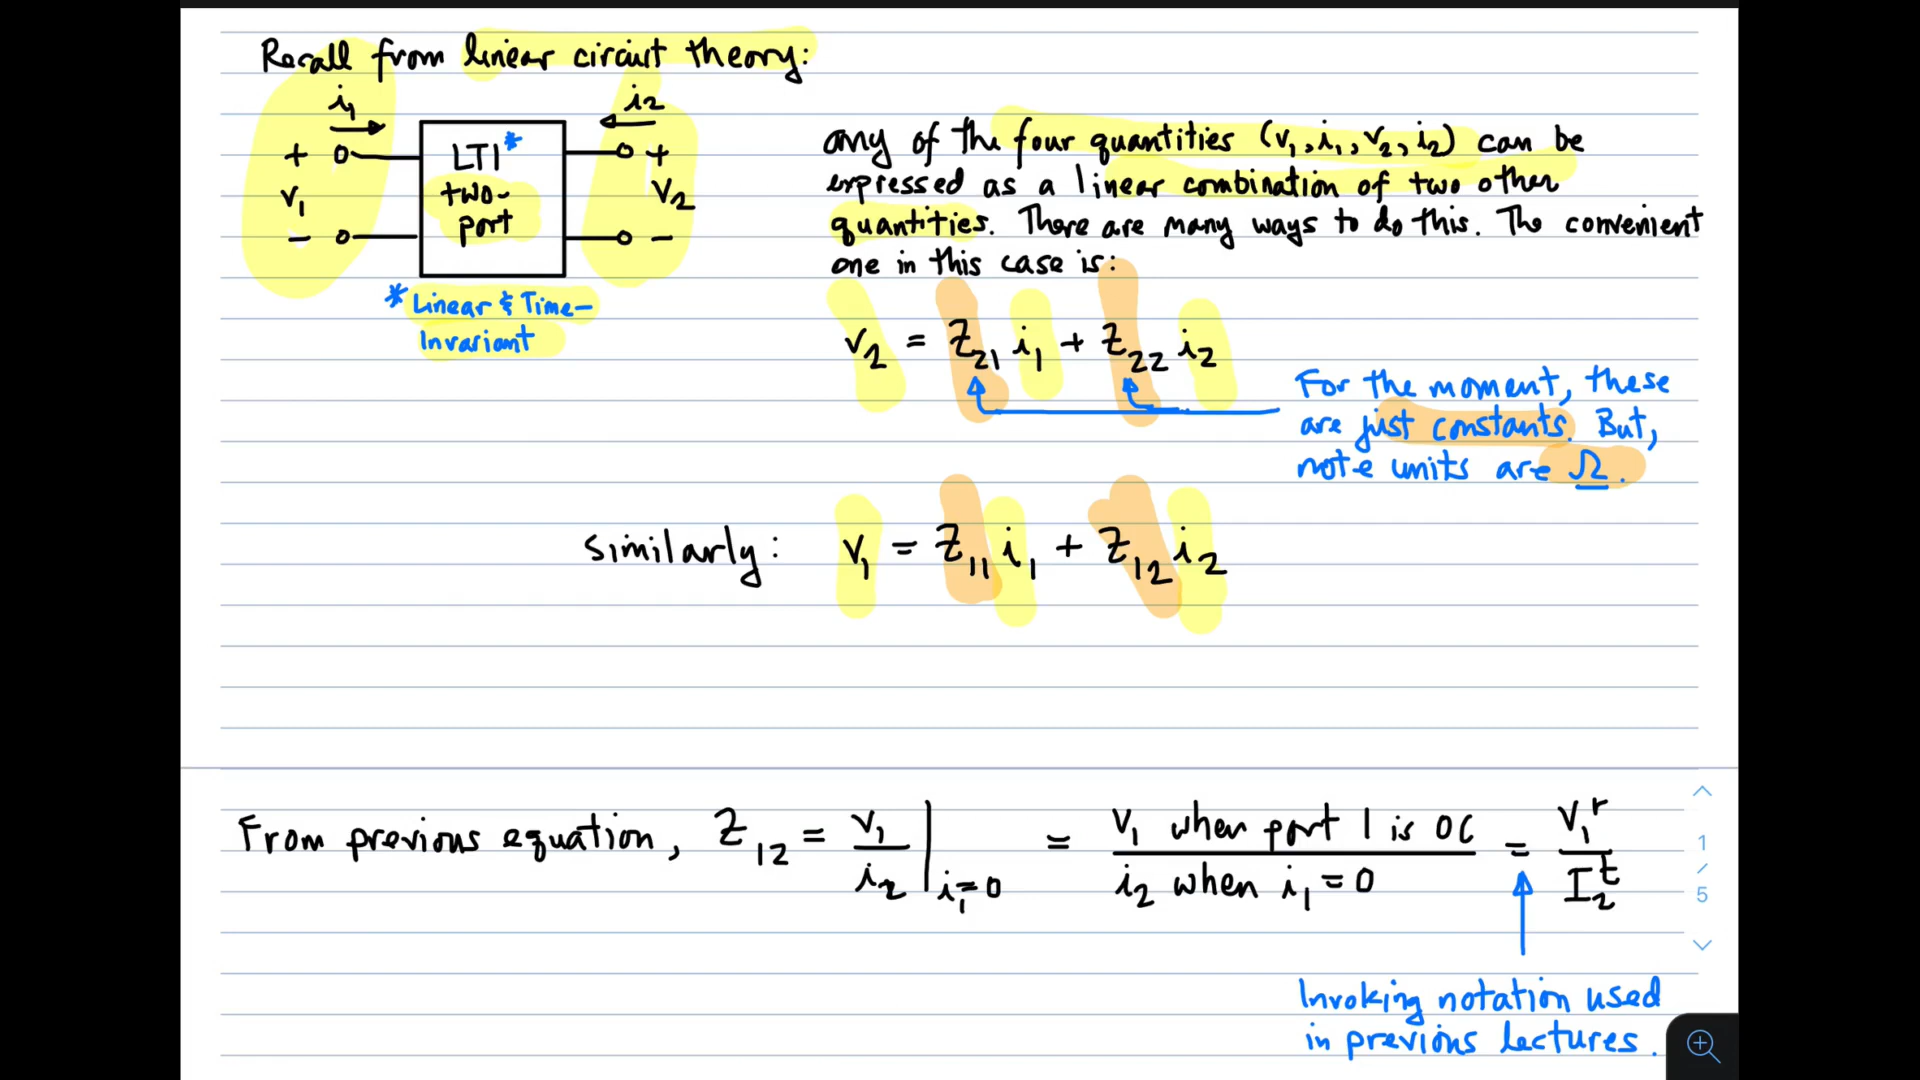 Recall from linear circuit theory:
i₁ i₂
+ LTI* +
v₁ two- v₂
port
- -
* Linear & Time-
Invariant
any of the four quantities (v₁, i₁, v₂, i₂) can be
expressed as a linear combination of two other
quantities. There are many ways to do this. The convenient
one in this case is:
v₂ = Z₂₁ i₁ + Z₂₂ i₂
For the moment, these
are just constants. But,
note units are Ω.
Similarly: v₁ = Z₁₁ i₁ + Z₁₂ i₂
From previous equation, Z₁₂ = v₁/i₂ |i₁=0 = V₁ when port 1 is OC / i₂ when i₁ = 0 = V₁ʳ/I₂ᵗ
1
/
5
Invoking notation used
in previous lectures.